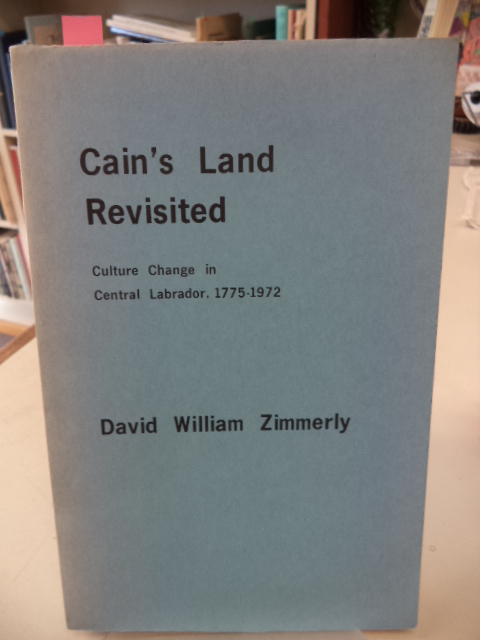 Cain's Land
Revisited
Culture Change in
Central Labrador, 1775-1972
David William Zimmerly